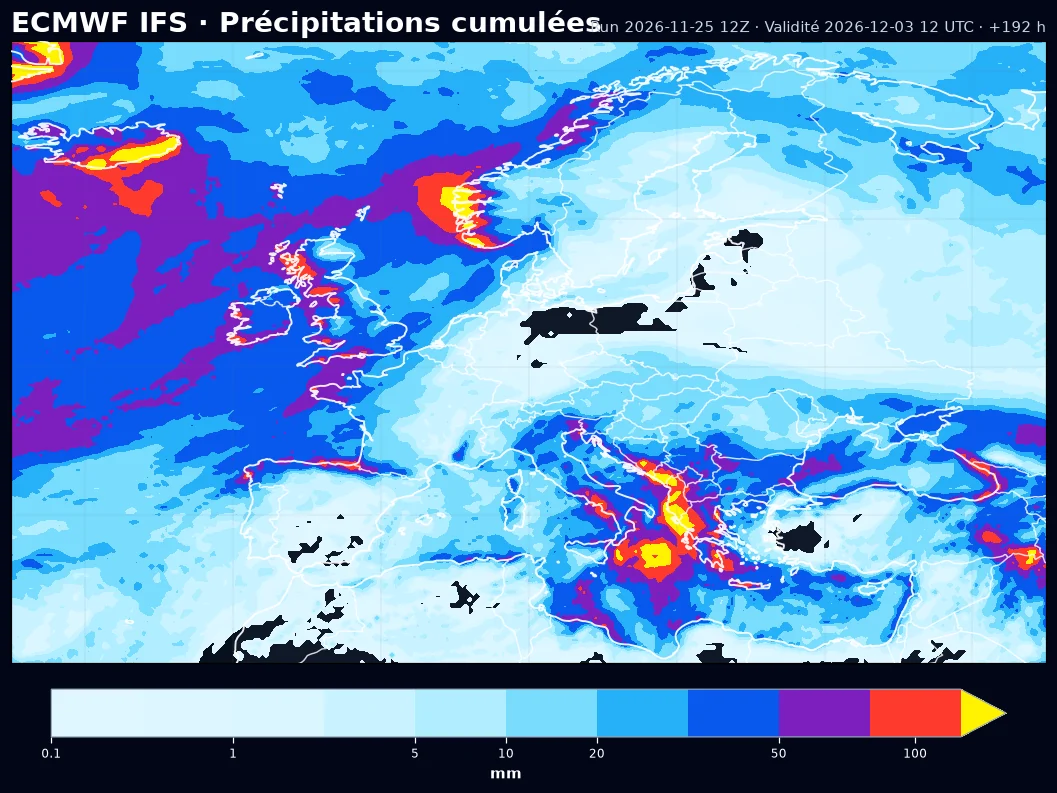 ECMWF IFS · Précipitations cumulées
Run 2026-11-25 12Z · Validité 2026-12-03 12 UTC · +192 h
0.1 1 5 10 20 50 100
mm